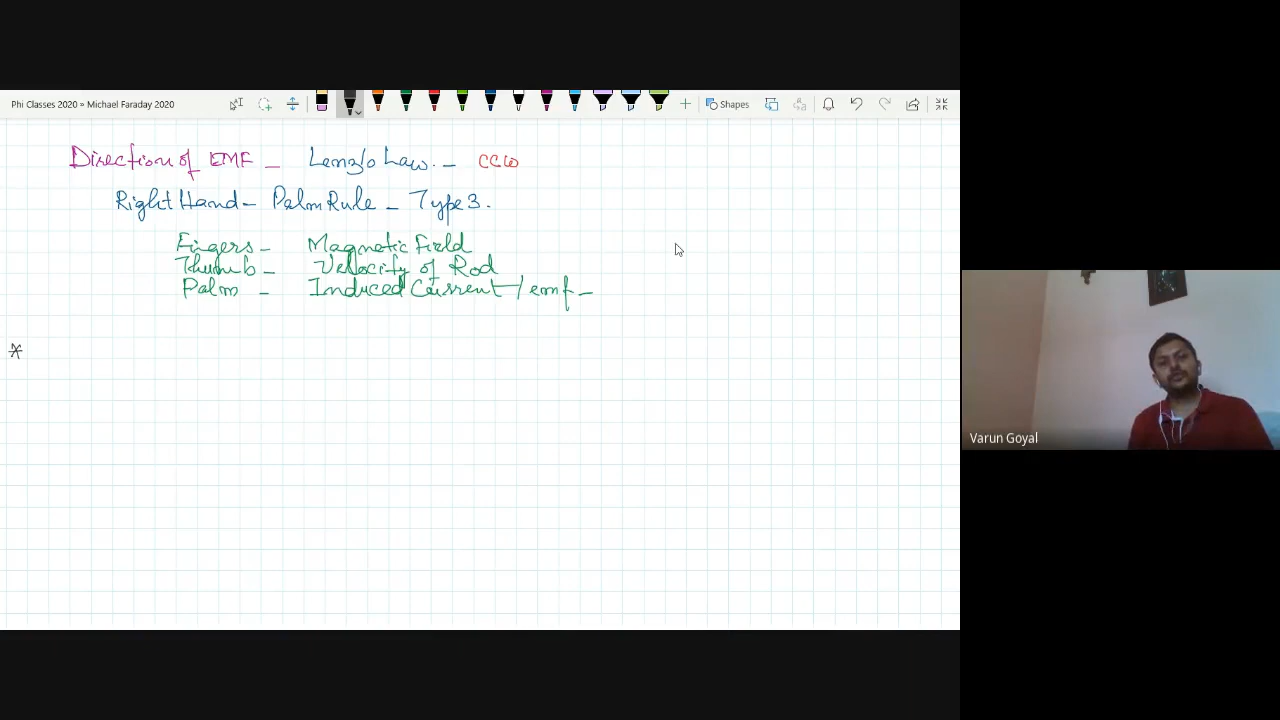 Phi Classes 2020 » Michael Faraday 2020
Shapes
Direction of EMF - Lenz's Law. - CCW
Right Hand - Palm Rule - Type 3.
Fingers - Magnetic Field
Thumb - Velocity of Rod
Palm - Induced Current / emf -
*
Varun Goyal